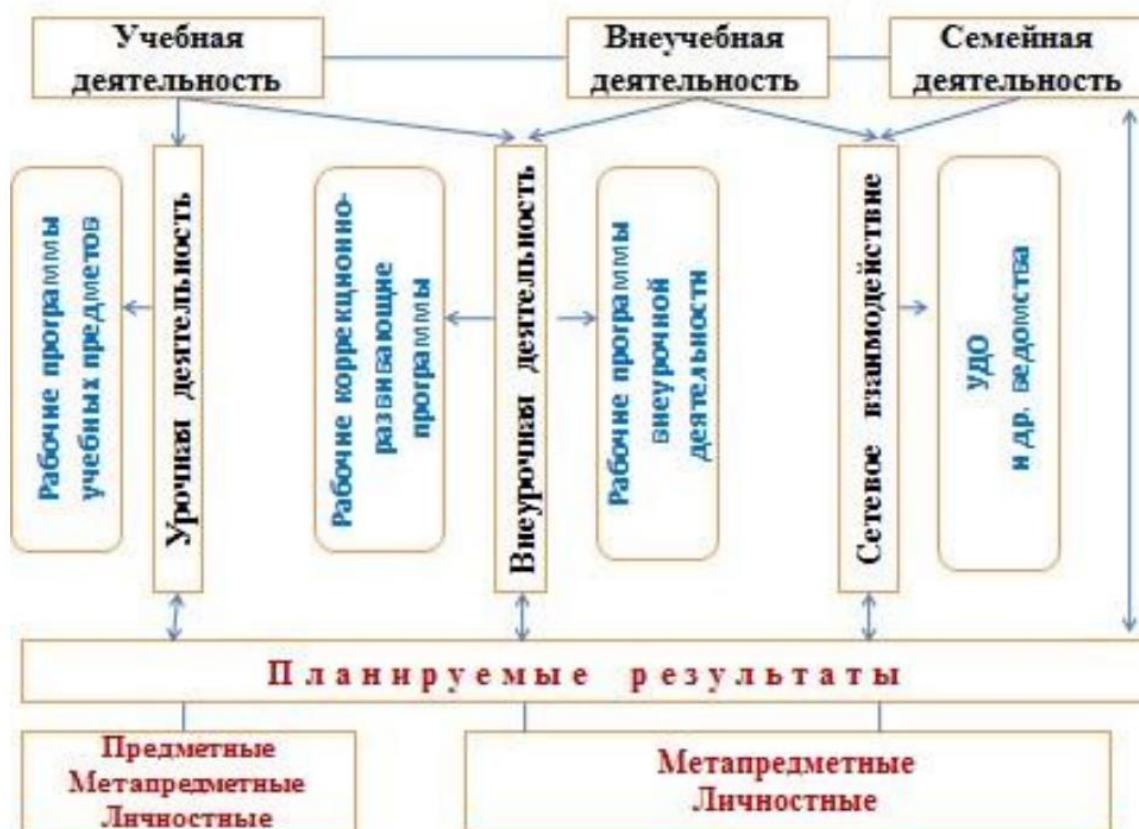 Учебная
деятельность
Внеучебная
деятельность
Семейная
деятельность
Рабочие программы
учебных предметов
Урочная деятельность
Рабочие коррекционно-
развивающие
программы
Внеурочная деятельность
Рабочие программы
внеурочной
деятельности
Сетевое взаимодействие
УДО
и др. ведомства
Планируемые результаты
Предметные
Метапредметные
Личностные
Метапредметные
Личностные